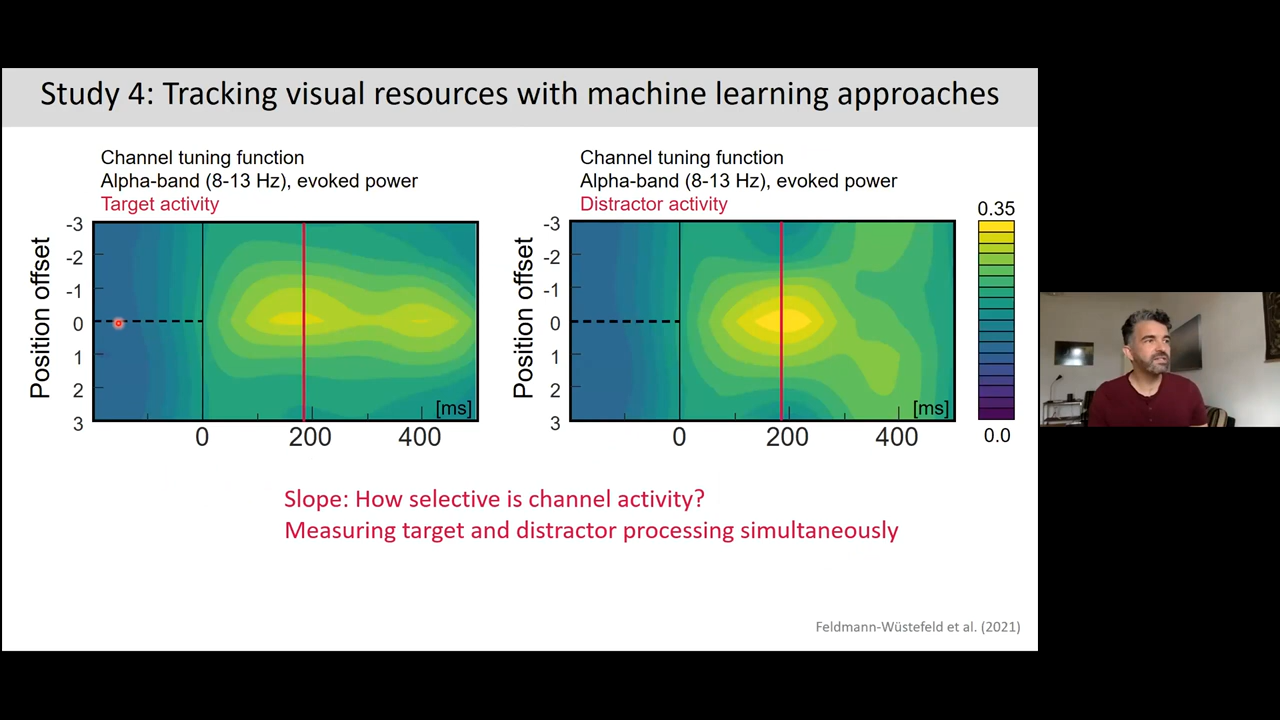 Study 4: Tracking visual resources with machine learning approaches
Channel tuning function
Alpha-band (8-13 Hz), evoked power
Target activity
Position offset
-3
-2
-1
0
1
2
3
[ms]
0
200
400
Channel tuning function
Alpha-band (8-13 Hz), evoked power
Distractor activity
Position offset
-3
-2
-1
0
1
2
3
[ms]
0
200
400
0.35
0.0
Slope: How selective is channel activity?
Measuring target and distractor processing simultaneously
Feldmann-Wüstefeld et al. (2021)